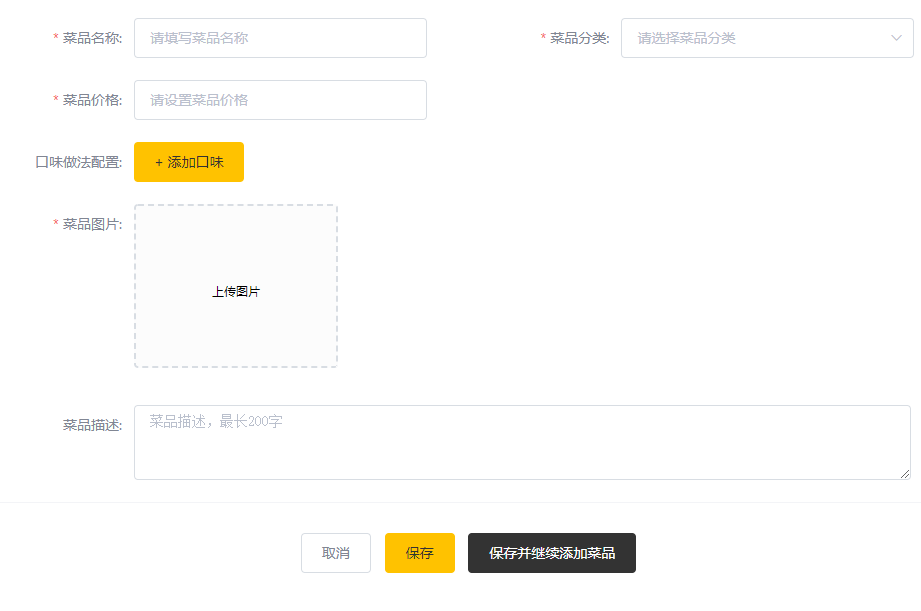 * 菜品名称: 请填写菜品名称 * 菜品分类: 请选择菜品分类
* 菜品价格: 请设置菜品价格
口味做法配置: + 添加口味
* 菜品图片:
上传图片
菜品描述: 菜品描述，最长200字
取消 保存 保存并继续添加菜品